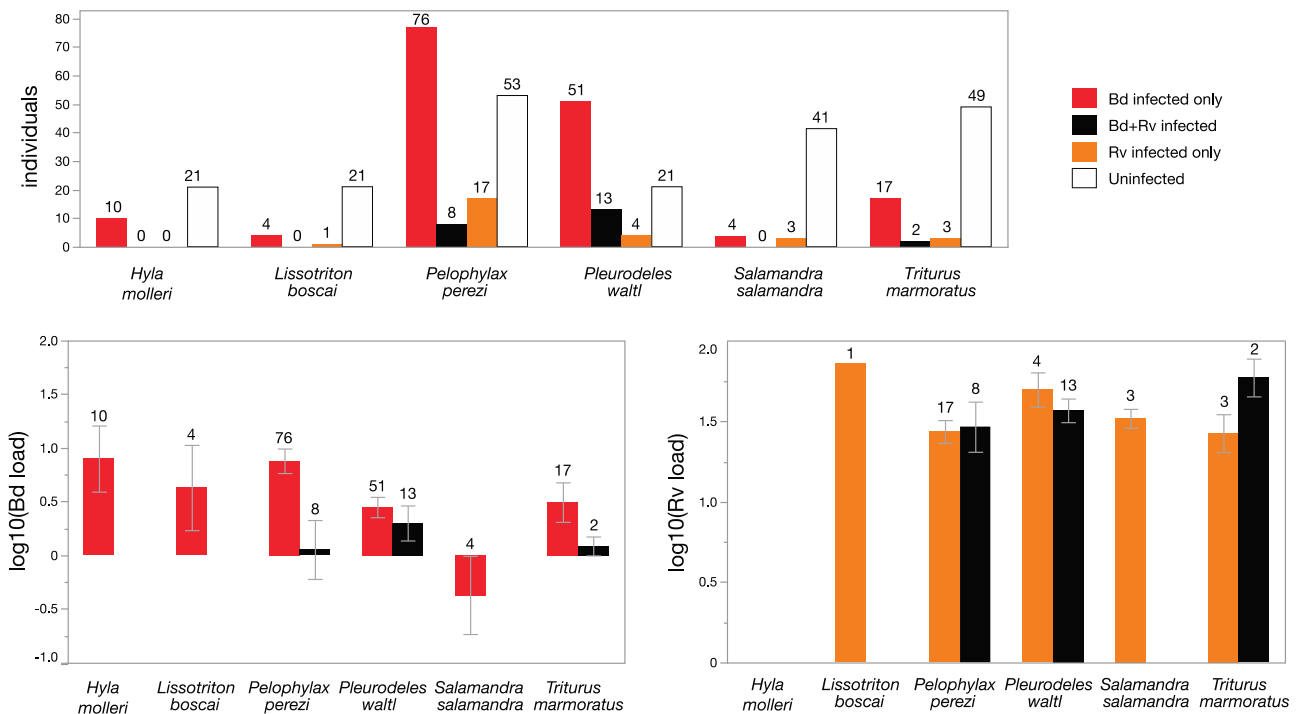 individuals
80
70
60
50
40
30
20
10
0
10 0 0 21
4 0 1 21
76 8 17 53
51 13 4 21
4 0 3 41
17 2 3 49
Hyla
molleri
Lissotriton
boscai
Pelophylax
perezi
Pleurodeles
waltl
Salamandra
salamandra
Triturus
marmoratus
Bd infected only
Bd+Rv infected
Rv infected only
Uninfected
log10(Bd load)
2.0
1.5
1.0
0.5
0
-0.5
-1.0
10
4
76 8
51 13
4
17 2
Hyla
molleri
Lissotriton
boscai
Pelophylax
perezi
Pleurodeles
waltl
Salamandra
salamandra
Triturus
marmoratus
log10(Rv load)
2.0
1.5
1.0
0.5
0
1
17 8
4 13
3
3 2
Hyla
molleri
Lissotriton
boscai
Pelophylax
perezi
Pleurodeles
waltl
Salamandra
salamandra
Triturus
marmoratus